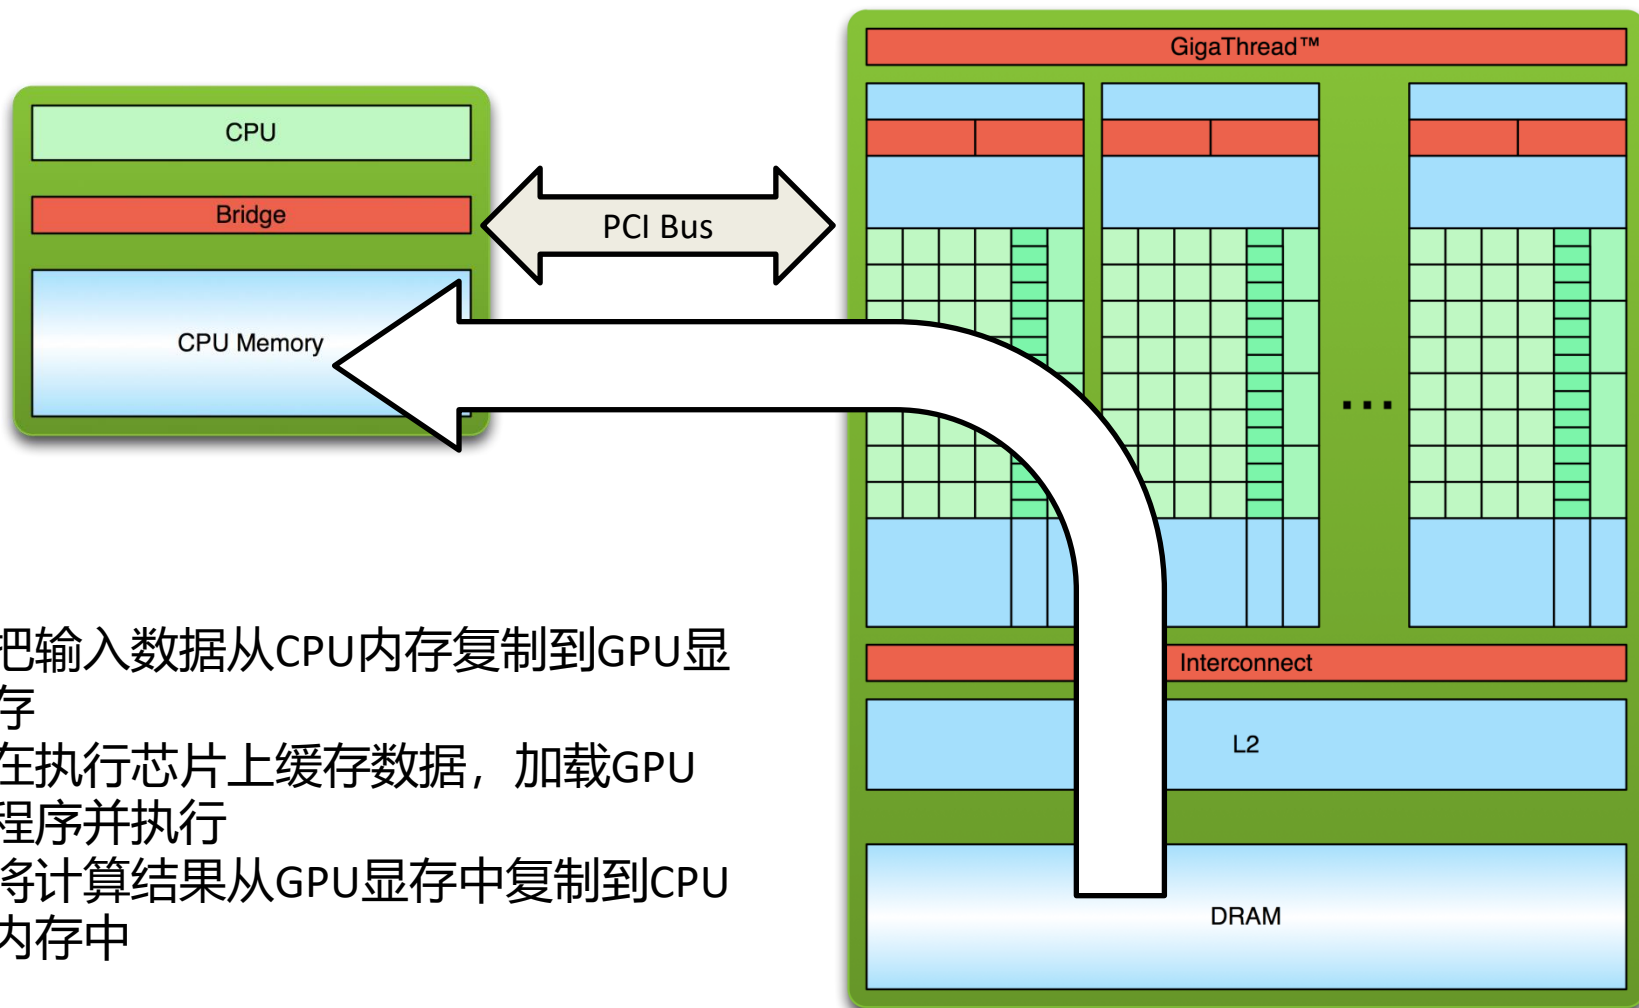 GigaThread™
CPU
Bridge
PCI Bus
CPU Memory
...
把输入数据从CPU内存复制到GPU显
存
在执行芯片上缓存数据，加载GPU
程序并执行
将计算结果从GPU显存中复制到CPU
内存中
Interconnect
L2
DRAM